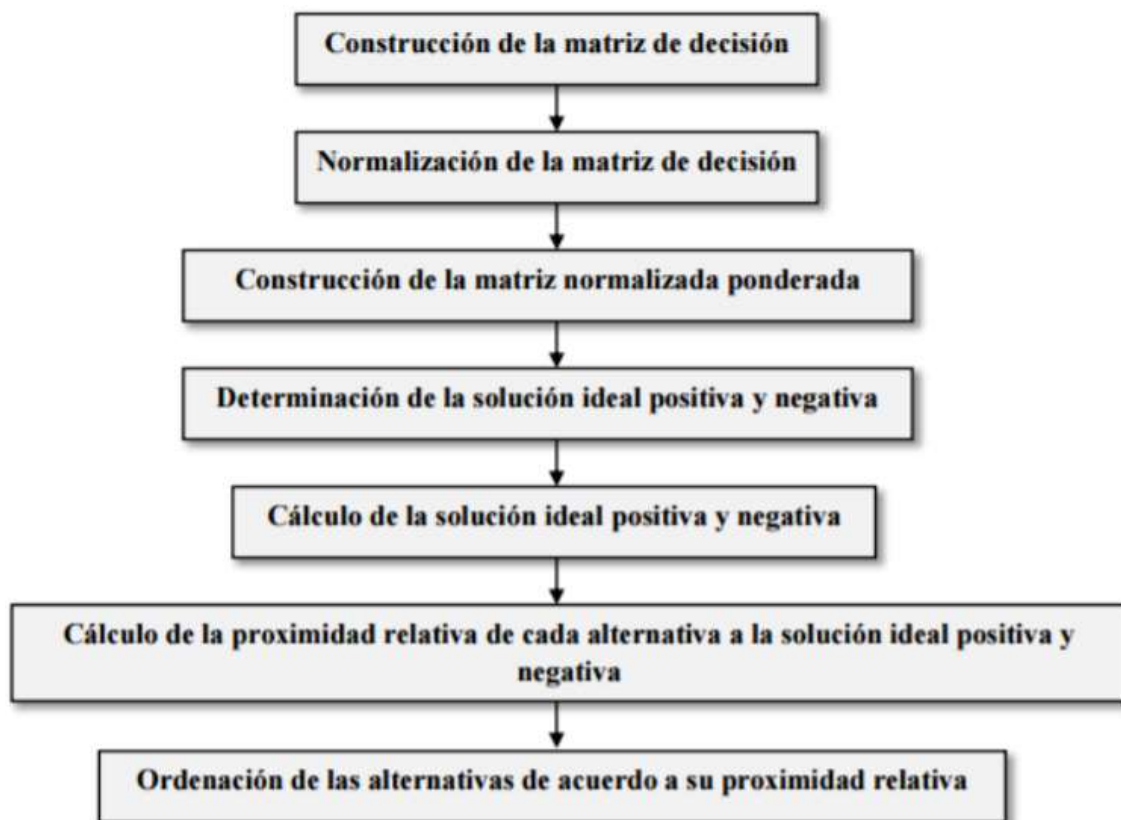 Construcción de la matriz de decisión
Normalización de la matriz de decisión
Construcción de la matriz normalizada ponderada
Determinación de la solución ideal positiva y negativa
Cálculo de la solución ideal positiva y negativa
Cálculo de la proximidad relativa de cada alternativa a la solución ideal positiva y
negativa
Ordenación de las alternativas de acuerdo a su proximidad relativa